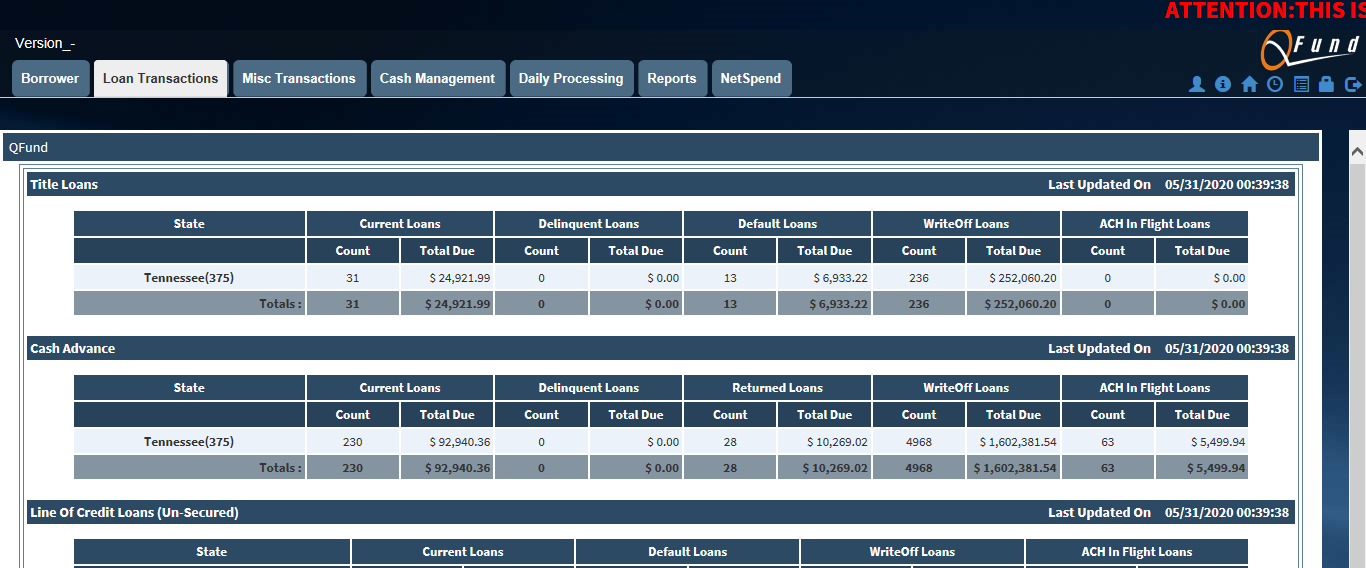 ATTENTION:THIS IS
Version_-
QFund
Borrower Loan Transactions Misc Transactions Cash Management Daily Processing Reports NetSpend
QFund
Title Loans Last Updated On 05/31/2020 00:39:38
State Current Loans Delinquent Loans Default Loans WriteOff Loans ACH In Flight Loans
Count Total Due Count Total Due Count Total Due Count Total Due Count Total Due
Tennessee(375) 31 $ 24,921.99 0 $ 0.00 13 $ 6,933.22 236 $ 252,060.20 0 $ 0.00
Totals : 31 $ 24,921.99 0 $ 0.00 13 $ 6,933.22 236 $ 252,060.20 0 $ 0.00
Cash Advance Last Updated On 05/31/2020 00:39:38
State Current Loans Delinquent Loans Returned Loans WriteOff Loans ACH In Flight Loans
Count Total Due Count Total Due Count Total Due Count Total Due Count Total Due
Tennessee(375) 230 $ 92,940.36 0 $ 0.00 28 $ 10,269.02 4968 $ 1,602,381.54 63 $ 5,499.94
Totals : 230 $ 92,940.36 0 $ 0.00 28 $ 10,269.02 4968 $ 1,602,381.54 63 $ 5,499.94
Line Of Credit Loans (Un-Secured) Last Updated On 05/31/2020 00:39:38
State Current Loans Default Loans WriteOff Loans ACH In Flight Loans